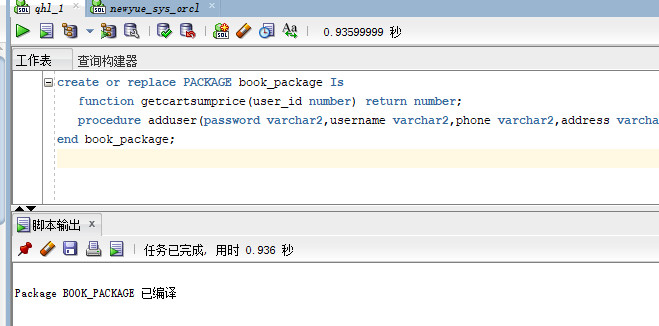 qhl_1 newyue_sys_orcl
0.93599999 秒
工作表 查询构建器
create or replace PACKAGE book_package Is
function getcartsumprice(user_id number) return number;
procedure adduser(password varchar2,username varchar2,phone varchar2,address varcha
end book_package;
脚本输出 x
任务已完成, 用时 0.936 秒
Package BOOK_PACKAGE 已编译